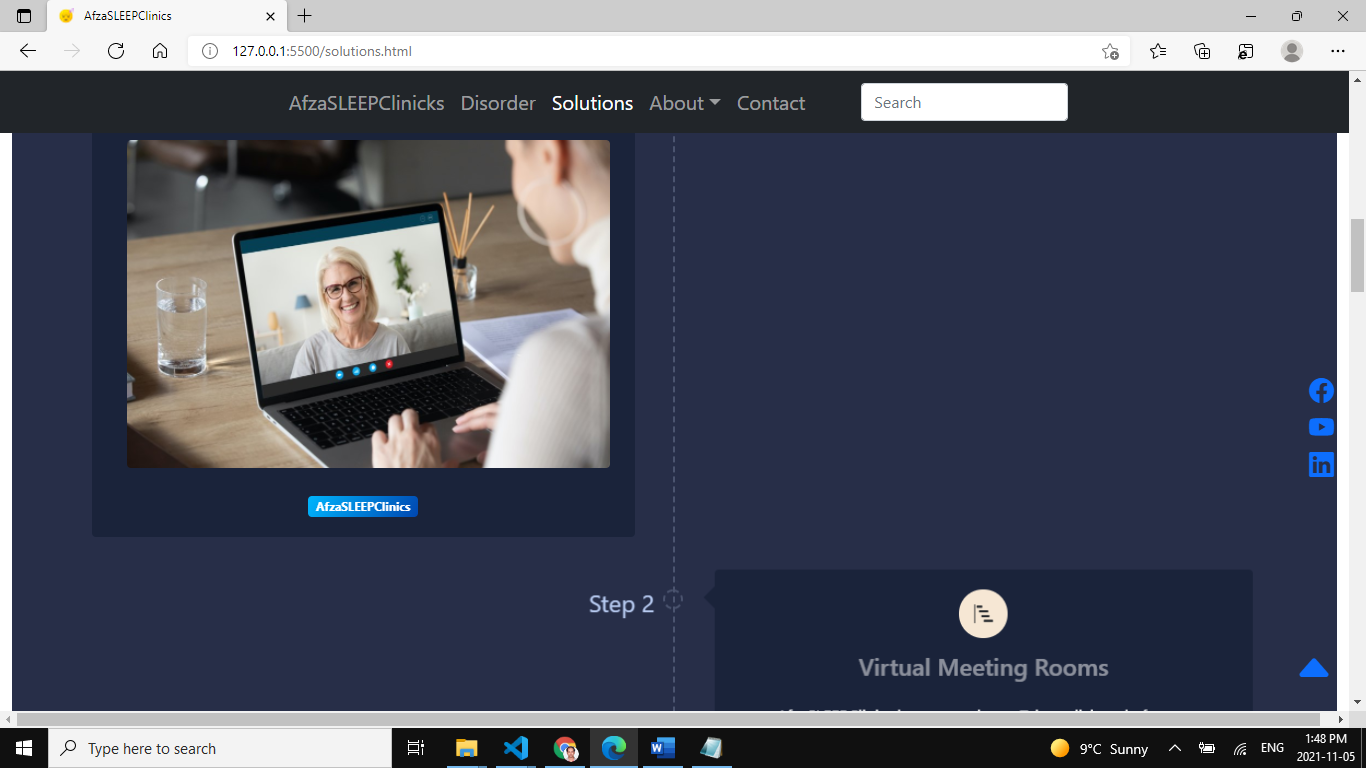 AfzaSLEEPClinics
127.0.0.1:5500/solutions.html
AfzaSLEEPClinicks Disorder Solutions About Contact Search
AfzaSLEEPClinics
Step 2
Virtual Meeting Rooms
Type here to search
9°C Sunny
ENG
1:48 PM
2021-11-05